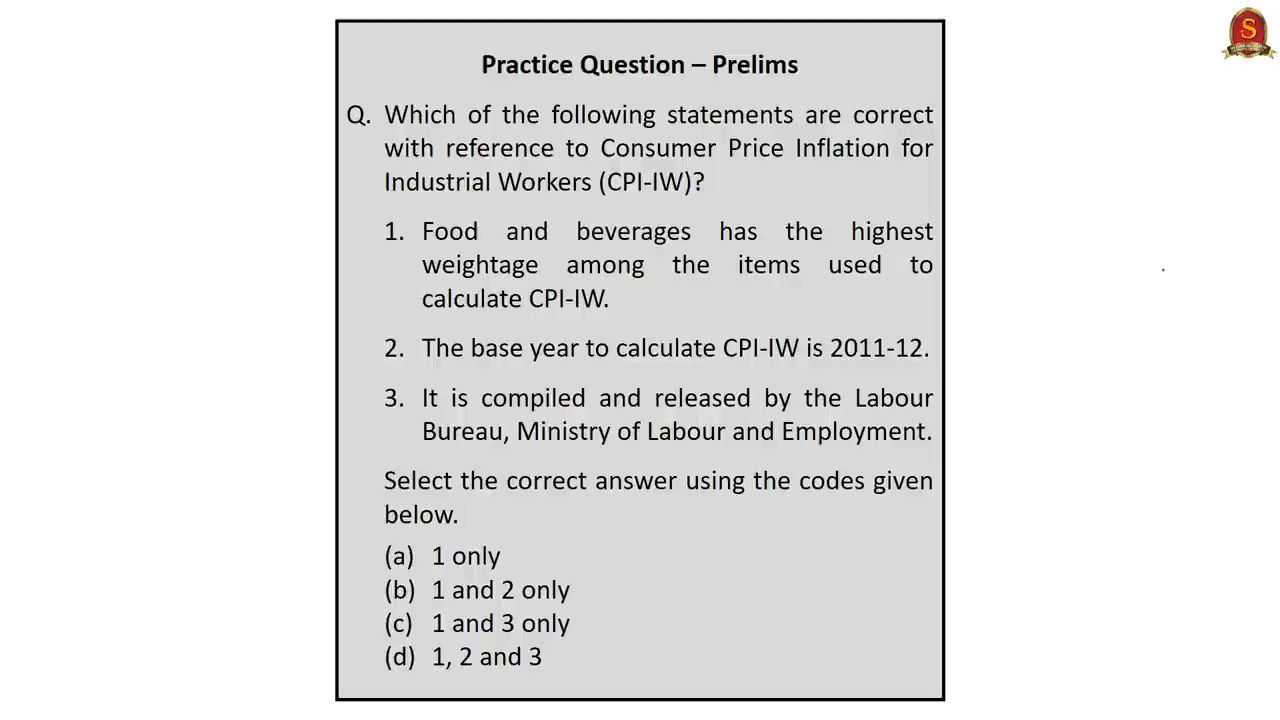 S
Practice Question – Prelims
Q. Which of the following statements are correct
with reference to Consumer Price Inflation for
Industrial Workers (CPI-IW)?
1. Food and beverages has the highest
weightage among the items used to
calculate CPI-IW.
2. The base year to calculate CPI-IW is 2011-12.
3. It is compiled and released by the Labour
Bureau, Ministry of Labour and Employment.
Select the correct answer using the codes given
below.
(a) 1 only
(b) 1 and 2 only
(c) 1 and 3 only
(d) 1, 2 and 3